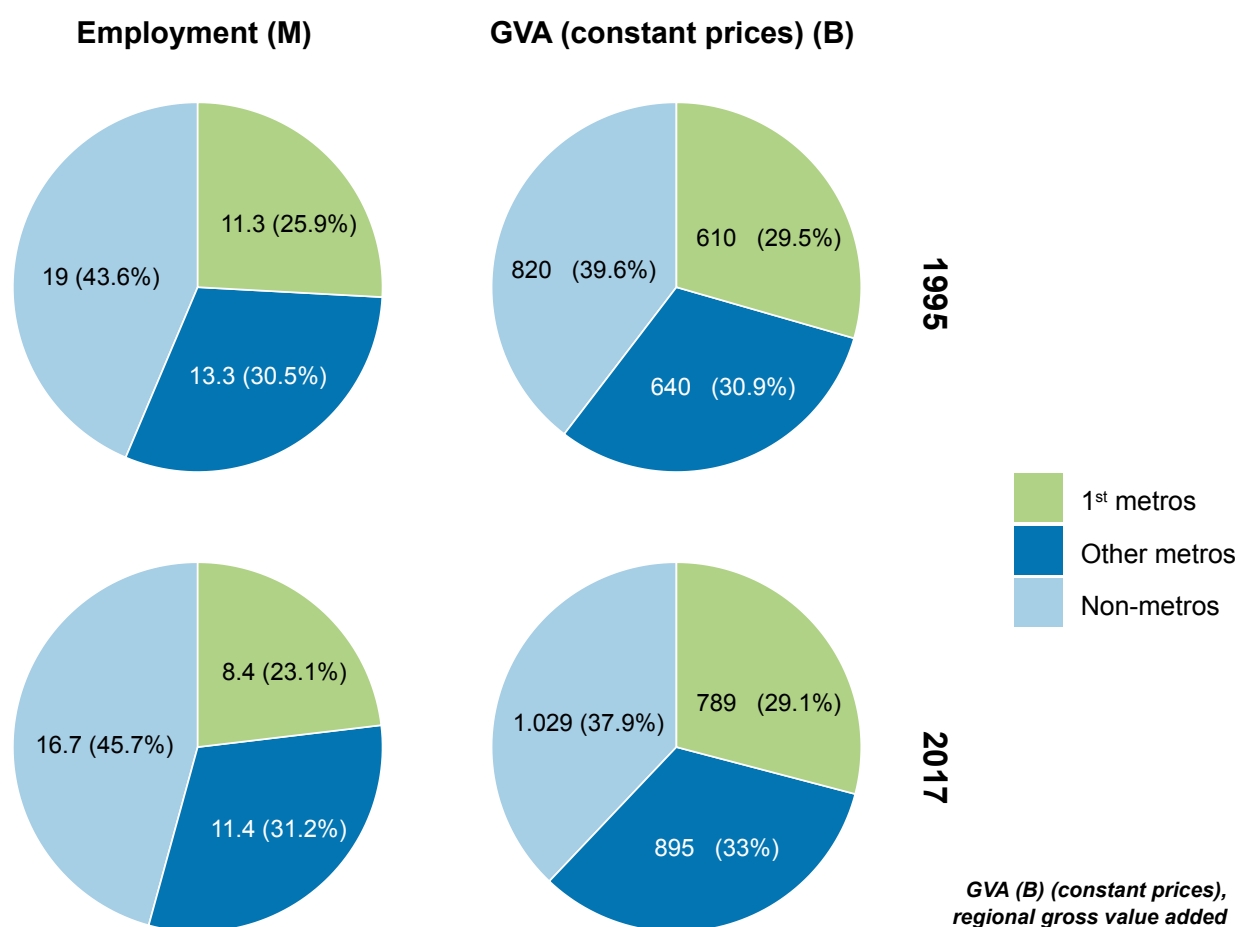 Employment (M)
GVA (constant prices) (B)
11.3 (25.9%)
19 (43.6%)
13.3 (30.5%)
610 (29.5%)
820 (39.6%)
640 (30.9%)
1995
1st metros
Other metros
Non-metros
8.4 (23.1%)
16.7 (45.7%)
11.4 (31.2%)
789 (29.1%)
1.029 (37.9%)
895 (33%)
2017
GVA (B) (constant prices),
regional gross value added